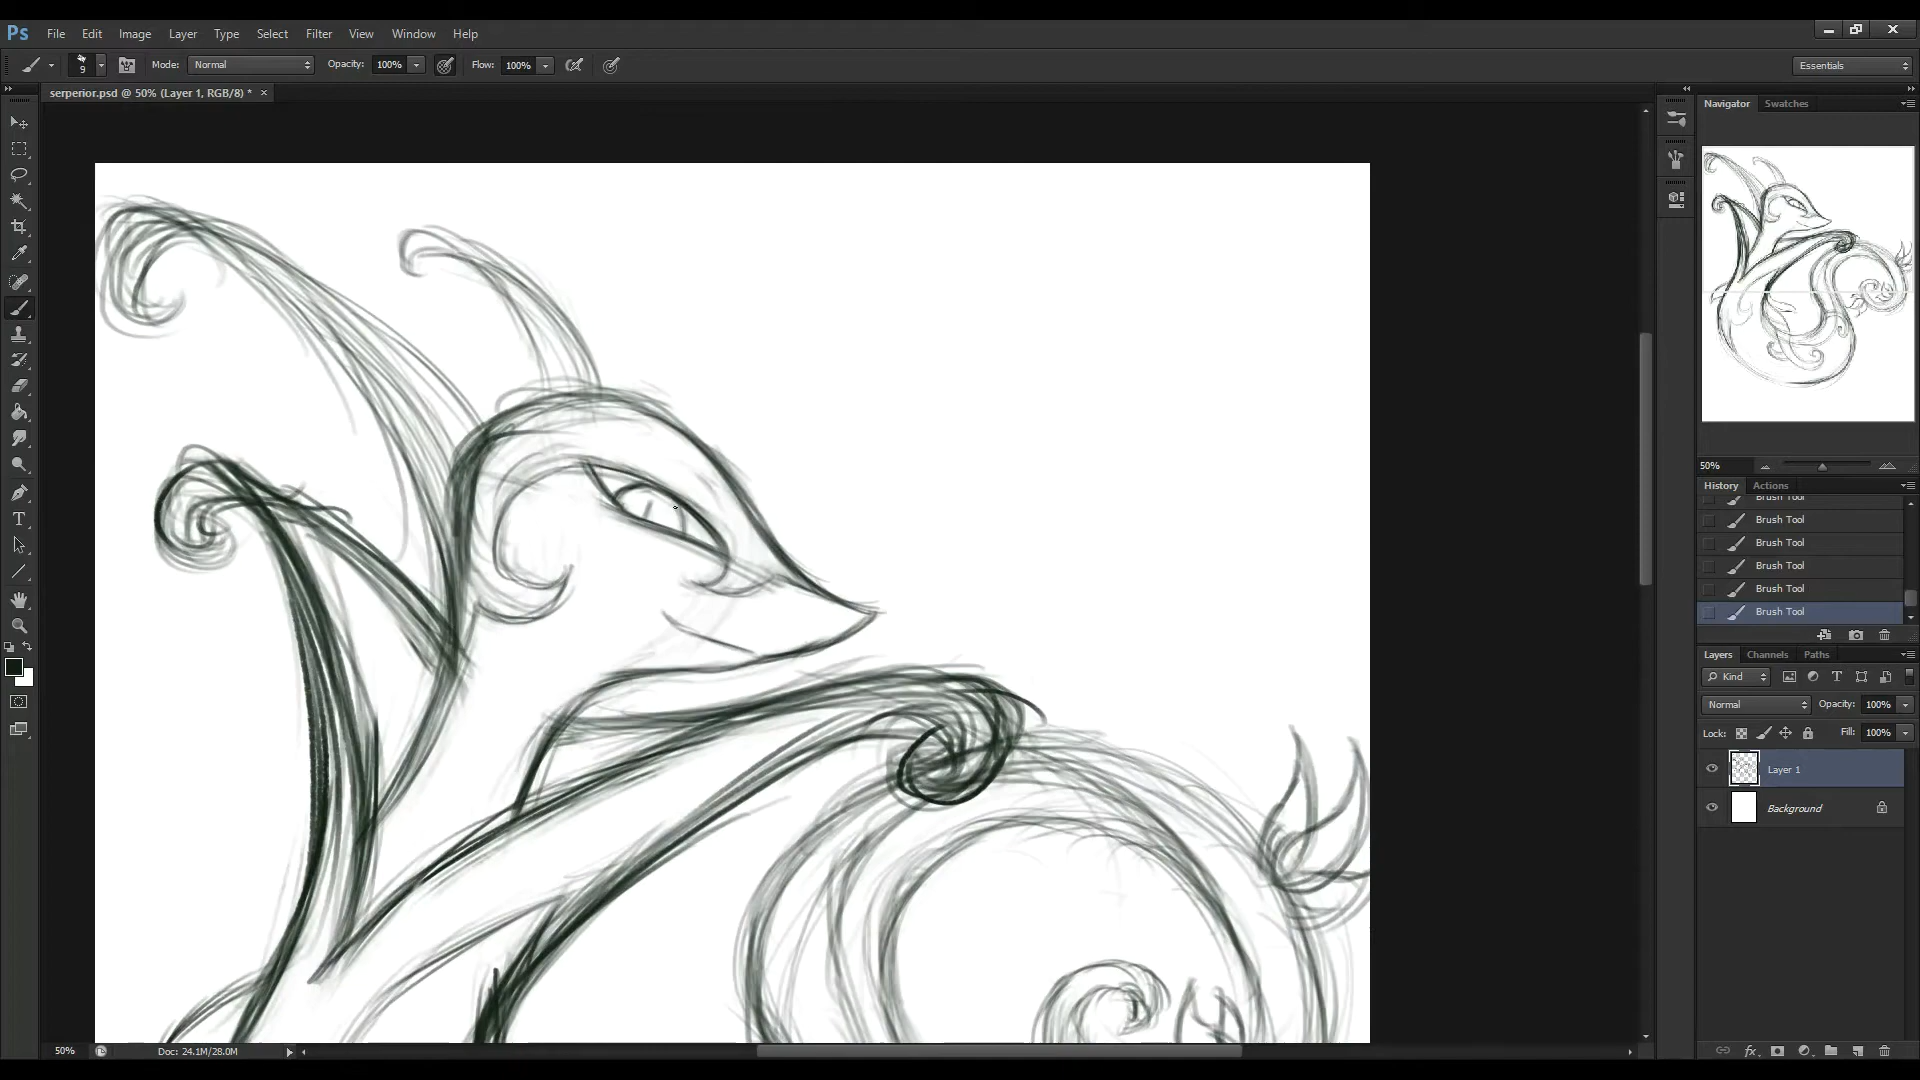 Ps File Edit Image Layer Type Select Filter View Window Help
9 Mode: Normal Opacity: 100% Flow: 100% Essentials
serperior.psd @ 50% (Layer 1, RGB/8) * ×
Navigator Swatches
50%
History Actions
Brush Tool
Brush Tool
Brush Tool
Brush Tool
Brush Tool
Brush Tool
Layers Channels Paths
Kind
Normal Opacity: 100%
Lock: Fill: 100%
Layer 1
Background
50% Doc: 24.1M/28.0M